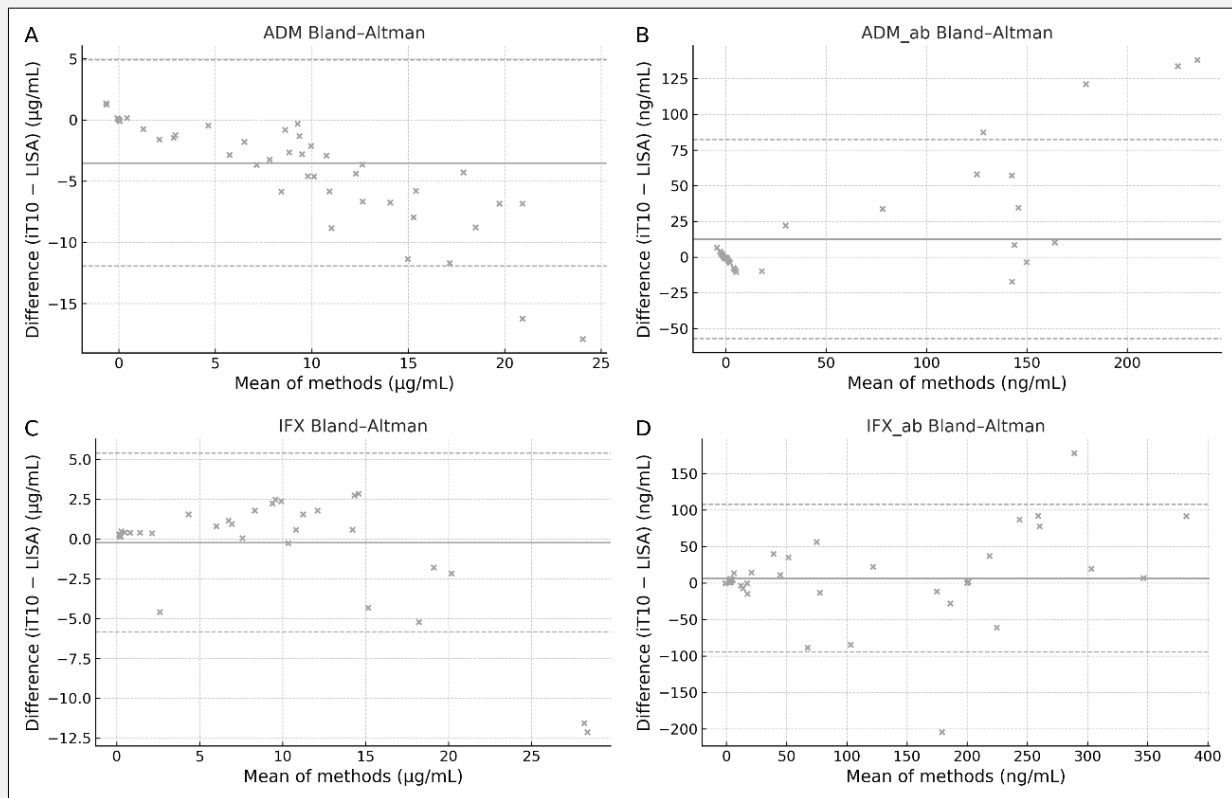 A
ADM Bland–Altman
Difference (iT10 − LISA) (µg/mL)
5
0
−5
−10
−15
0 5 10 15 20 25
Mean of methods (µg/mL)
B
ADM_ab Bland–Altman
Difference (iT10 − LISA) (ng/mL)
125
100
75
50
25
0
−25
−50
0 50 100 150 200
Mean of methods (ng/mL)
C
IFX Bland–Altman
Difference (iT10 − LISA) (µg/mL)
5.0
2.5
0.0
−2.5
−5.0
−7.5
−10.0
−12.5
0 5 10 15 20 25
Mean of methods (µg/mL)
D
IFX_ab Bland–Altman
Difference (iT10 − LISA) (ng/mL)
150
100
50
0
−50
−100
−150
−200
0 50 100 150 200 250 300 350 400
Mean of methods (ng/mL)